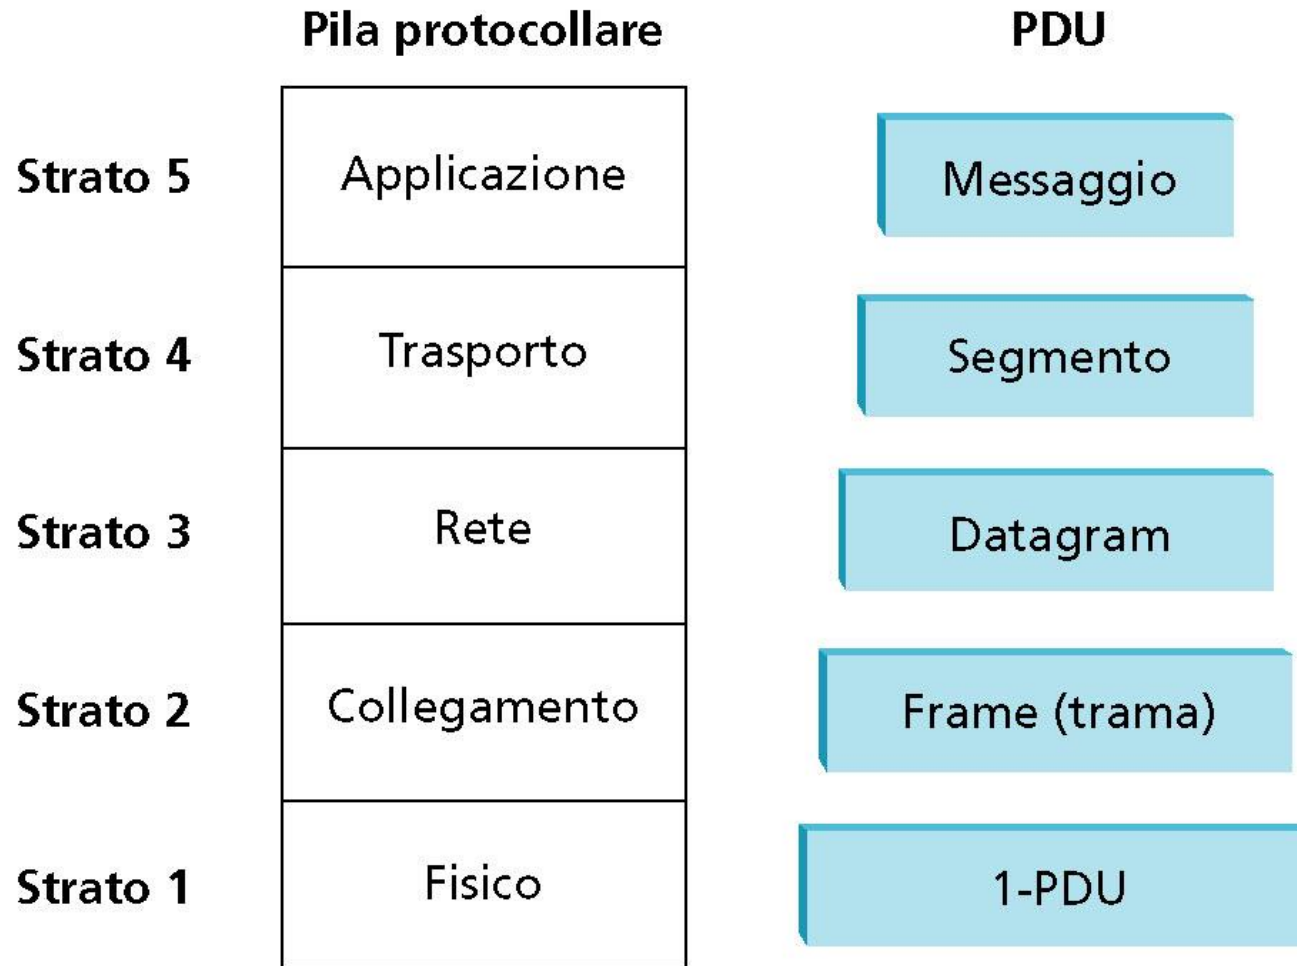 Pila protocollare PDU
Strato 5 Applicazione Messaggio
Strato 4 Trasporto Segmento
Strato 3 Rete Datagram
Strato 2 Collegamento Frame (trama)
Strato 1 Fisico 1-PDU